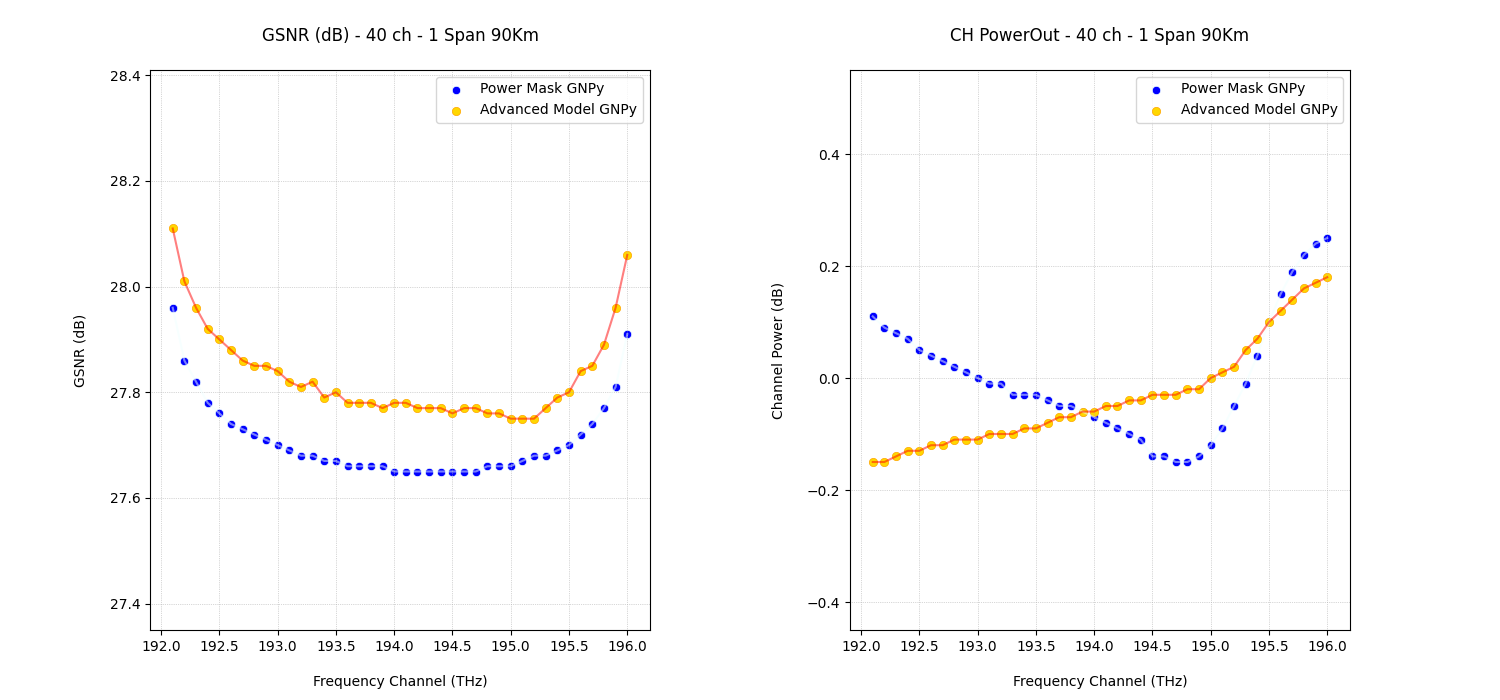 GSNR (dB) - 40 ch - 1 Span 90Km
Power Mask GNPy
Advanced Model GNPy
28.4
28.2
28.0
27.8
27.6
27.4
GSNR (dB)
192.0 192.5 193.0 193.5 194.0 194.5 195.0 195.5 196.0
Frequency Channel (THz)
CH PowerOut - 40 ch - 1 Span 90Km
Power Mask GNPy
Advanced Model GNPy
0.4
0.2
0.0
−0.2
−0.4
Channel Power (dB)
192.0 192.5 193.0 193.5 194.0 194.5 195.0 195.5 196.0
Frequency Channel (THz)